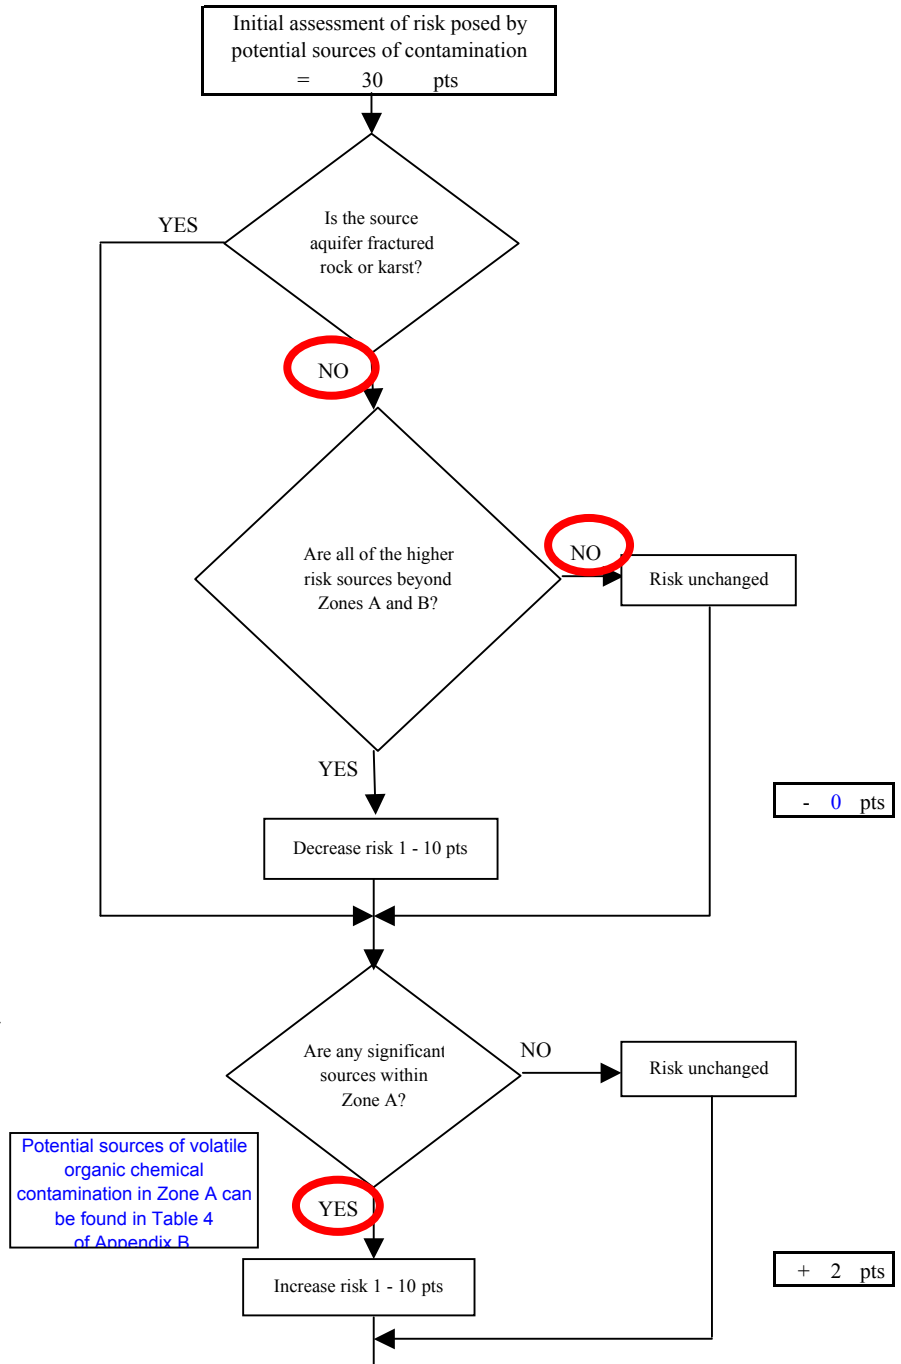 Initial assessment of risk posed by
potential sources of contamination
= 30 pts
YES
Is the source
aquifer fractured
rock or karst?
NO
Are all of the higher
risk sources beyond
Zones A and B?
NO
Risk unchanged
YES
- 0 pts
Decrease risk 1 - 10 pts
Are any significant
sources within
Zone A?
NO
Risk unchanged
Potential sources of volatile
organic chemical
contamination in Zone A can
be found in Table 4
of Appendix B
YES
+ 2 pts
Increase risk 1 - 10 pts